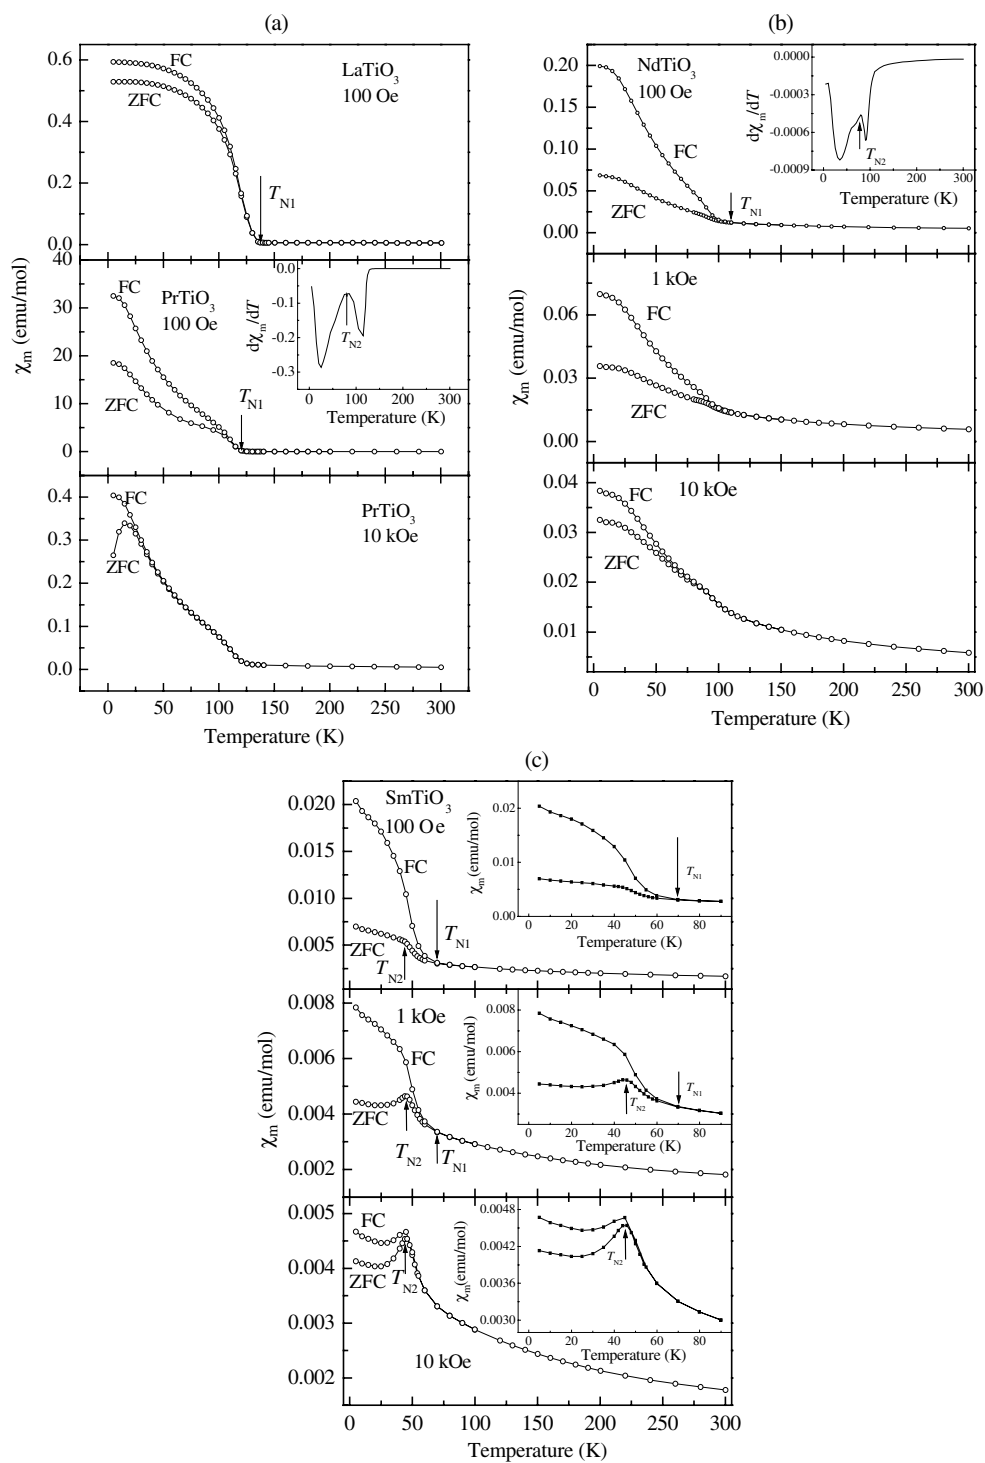 (a)
FC
ZFC
LaTiO3
100 Oe
TN1
0.6
0.4
0.2
0.0
χm (emu/mol)
FC
ZFC
PrTiO3
100 Oe
TN1
40
30
20
10
0
dχm/dT
0.0
-0.1
-0.2
-0.3
TN2
0 100 200 300
Temperature (K)
FC
ZFC
PrTiO3
10 kOe
0.4
0.3
0.2
0.1
0.0
0 50 100 150 200 250 300
Temperature (K)
(b)
NdTiO3
100 Oe
FC
ZFC
TN1
0.20
0.15
0.10
0.05
0.00
dχm/dT
0.0000
-0.0003
-0.0006
-0.0009
TN2
0 100 200 300
Temperature (K)
χm (emu/mol)
1 kOe
FC
ZFC
0.06
0.03
0.00
10 kOe
FC
ZFC
0.04
0.03
0.02
0.01
0 50 100 150 200 250 300
Temperature (K)
(c)
SmTiO3
100 Oe
FC
ZFC
TN2
TN1
0.020
0.015
0.010
0.005
χm (emu/mol)
0.02
0.01
0.00
TN1
0 20 40 60 80
Temperature (K)
χm (emu/mol)
1 kOe
FC
ZFC
TN2
TN1
0.008
0.006
0.004
0.002
χm (emu/mol)
0.008
0.006
0.004
TN2
TN1
0 20 40 60 80
Temperature (K)
FC
ZFC
TN2
10 kOe
0.005
0.004
0.003
0.002
χm(emu/mol)
0.0048
0.0042
0.0036
0.0030
TN2
0 20 40 60 80
Temperature (K)
0 50 100 150 200 250 300
Temperature (K)